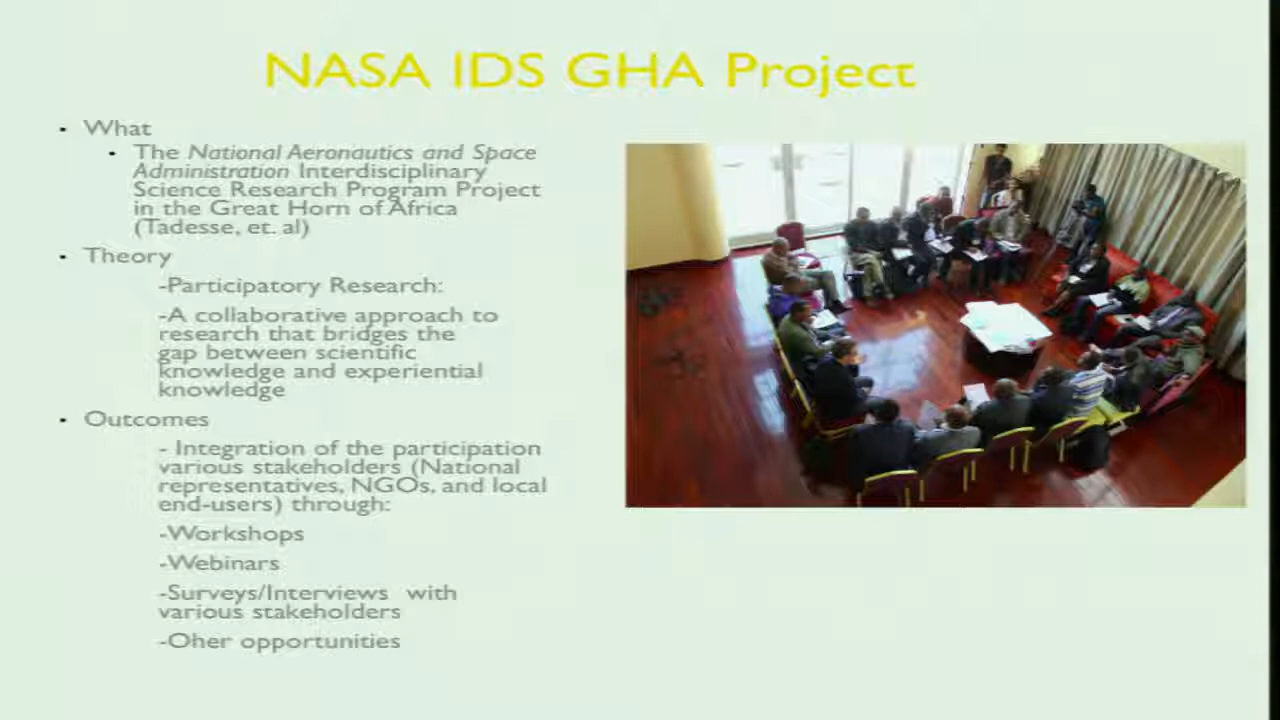 NASA IDS GHA Project
• What
• The National Aeronautics and Space
Administration Interdisciplinary
Science Research Program Project
in the Great Horn of Africa
(Tadesse, et. al)
• Theory
-Participatory Research:
-A collaborative approach to
research that bridges the
gap between scientific
knowledge and experiential
knowledge
• Outcomes
- Integration of the participation
various stakeholders (National
representatives, NGOs, and local
end-users) through:
-Workshops
-Webinars
-Surveys/Interviews with
various stakeholders
-Oher opportunities